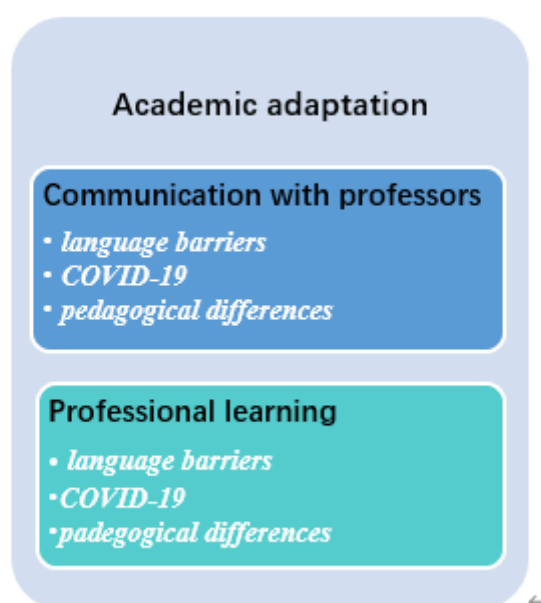 Academic adaptation
Communication with professors
• language barriers
• COVID-19
• pedagogical differences
Professional learning
• language barriers
•COVID-19
•padegogical differences